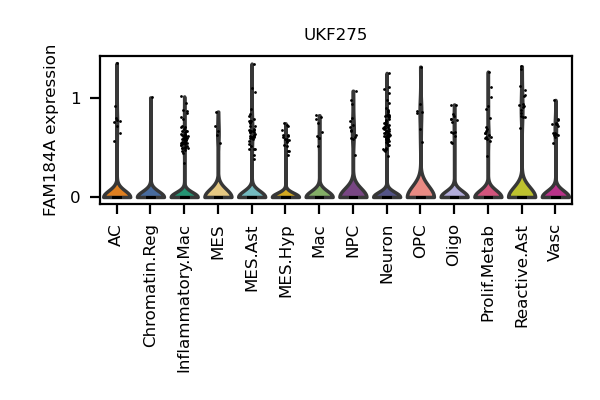 UKF275
FAM184A expression
1
0
AC
Chromatin.Reg
Inflammatory.Mac
MES
MES.Ast
MES.Hyp
Mac
NPC
Neuron
OPC
Oligo
Prolif.Metab
Reactive.Ast
Vasc